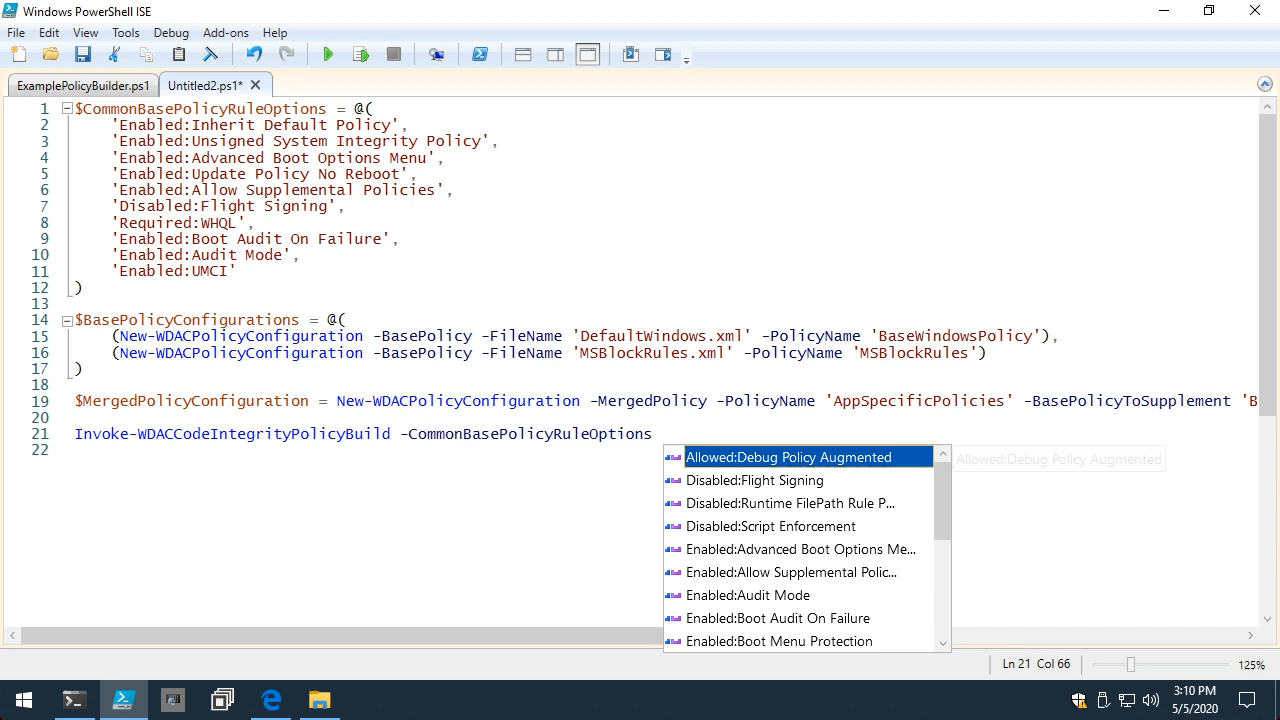 Windows PowerShell ISE
File Edit View Tools Debug Add-ons Help
ExamplePolicyBuilder.ps1 Untitled2.ps1* X
1 $CommonBasePolicyRuleOptions = @(
2 'Enabled:Inherit Default Policy',
3 'Enabled:Unsigned System Integrity Policy',
4 'Enabled:Advanced Boot Options Menu',
5 'Enabled:Update Policy No Reboot',
6 'Enabled:Allow Supplemental Policies',
7 'Disabled:Flight Signing',
8 'Required:WHQL',
9 'Enabled:Boot Audit On Failure',
10 'Enabled:Audit Mode',
11 'Enabled:UMCI'
12 )
13
14 $BasePolicyConfigurations = @(
15 (New-WDACPolicyConfiguration -BasePolicy -FileName 'DefaultWindows.xml' -PolicyName 'BaseWindowsPolicy'),
16 (New-WDACPolicyConfiguration -BasePolicy -FileName 'MSBlockRules.xml' -PolicyName 'MSBlockRules')
17 )
18
19 $MergedPolicyConfiguration = New-WDACPolicyConfiguration -MergedPolicy -PolicyName 'AppSpecificPolicies' -BasePolicyToSupplement 'B
20
21 Invoke-WDACCodeIntegrityPolicyBuild -CommonBasePolicyRuleOptions
22
Allowed:Debug Policy Augmented Allowed:Debug Policy Augmented
Disabled:Flight Signing
Disabled:Runtime FilePath Rule P...
Disabled:Script Enforcement
Enabled:Advanced Boot Options Me...
Enabled:Allow Supplemental Polic...
Enabled:Audit Mode
Enabled:Boot Audit On Failure
Enabled:Boot Menu Protection
Ln 21 Col 66 125%
3:10 PM
5/5/2020